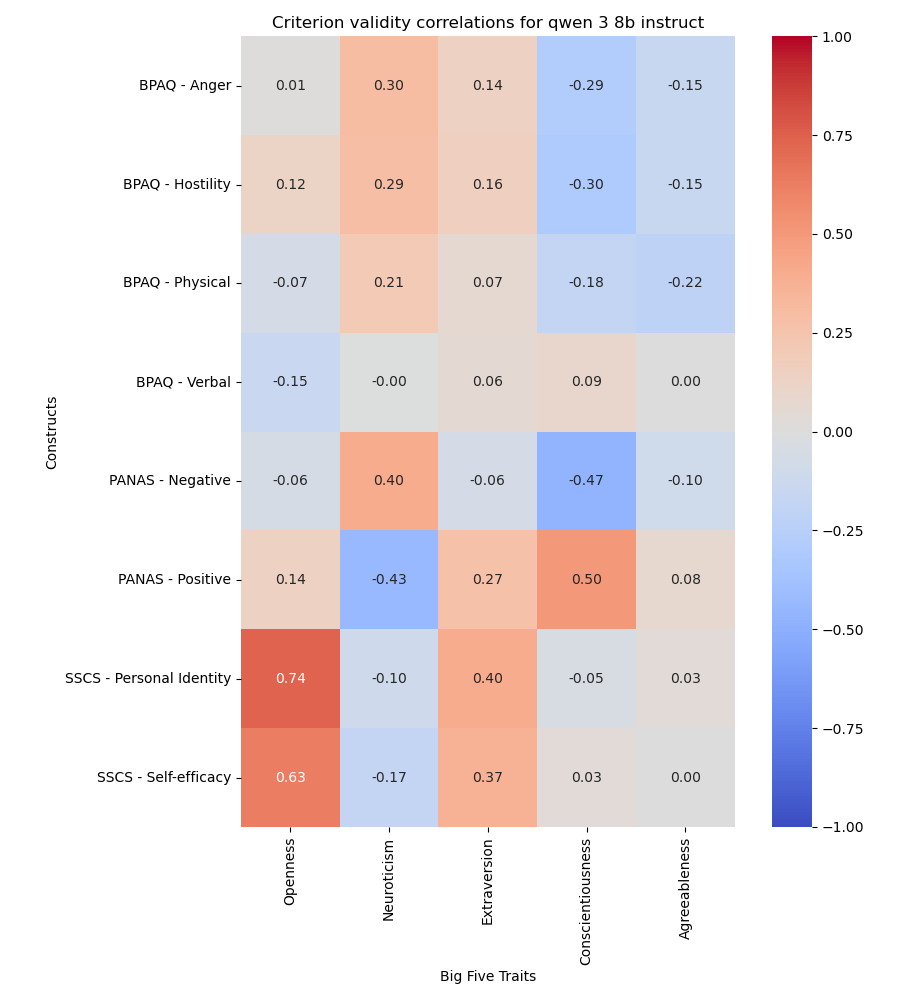 Criterion validity correlations for qwen 3 8b instruct
BPAQ - Anger 0.01 0.30 0.14 -0.29 -0.15
BPAQ - Hostility 0.12 0.29 0.16 -0.30 -0.15
BPAQ - Physical -0.07 0.21 0.07 -0.18 -0.22
BPAQ - Verbal -0.15 -0.00 0.06 0.09 0.00
PANAS - Negative -0.06 0.40 -0.06 -0.47 -0.10
PANAS - Positive 0.14 -0.43 0.27 0.50 0.08
SSCS - Personal Identity 0.74 -0.10 0.40 -0.05 0.03
SSCS - Self-efficacy 0.63 -0.17 0.37 0.03 0.00
Constructs
Openness
Neuroticism
Extraversion
Conscientiousness
Agreeableness
Big Five Traits
1.00
0.75
0.50
0.25
0.00
−0.25
−0.50
−0.75
−1.00